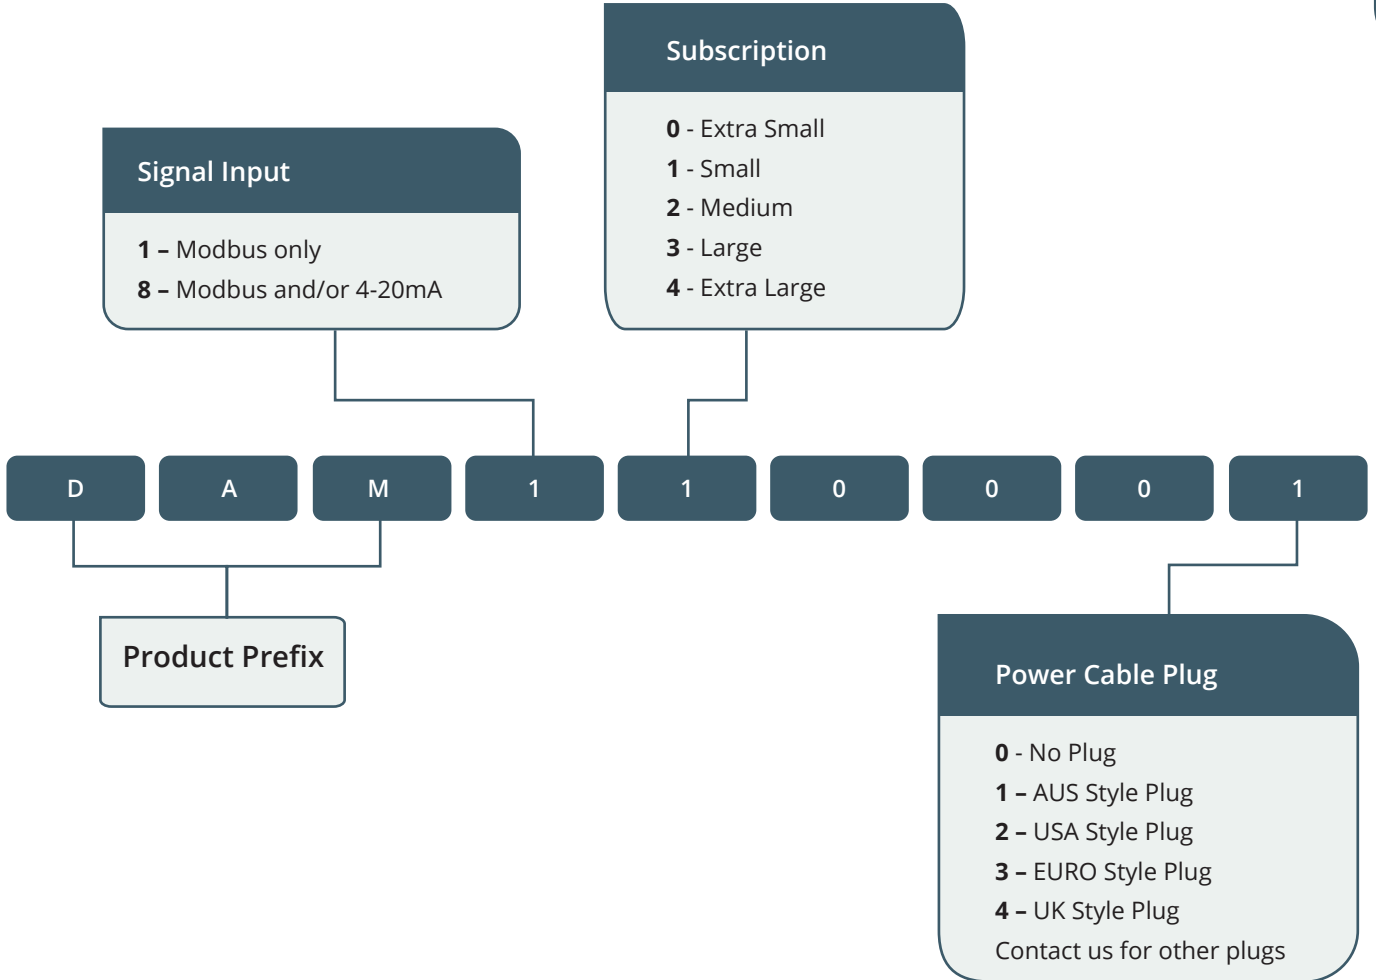 Subscription
0 - Extra Small
1 - Small
2 - Medium
3 - Large
4 - Extra Large
Signal Input
1 – Modbus only
8 – Modbus and/or 4-20mA
D A M 1 1 0 0 0 1
Product Prefix
Power Cable Plug
0 - No Plug
1 – AUS Style Plug
2 – USA Style Plug
3 – EURO Style Plug
4 – UK Style Plug
Contact us for other plugs